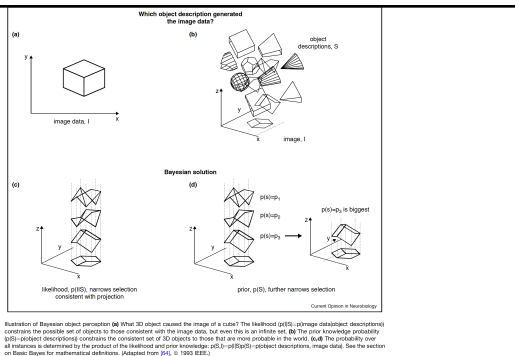 Which object description generated
the image data?
(a)
(b)
object
descriptions, S
y
z
y
x
image data, I
x
image, I
Bayesian solution
(c)
(d)
p(s)=p₁
p(s)=p₂
p(s)=p₃
p(s)=p₃ is biggest
z
y
x
z
y
x
z
y
x
likelihood, p(I|S), narrows selection
consistent with projection
prior, p(S), further narrows selection
Current Opinion in Neurobiology
Illustration of Bayesian object perception (a) What 3D object caused the image of a cube? The likelihood (p(I|S)=p(image data|object descriptions))
constrains the possible set of objects to those consistent with the image data, but even this is an infinite set. (b) The prior knowledge probability
(p(S)=p(object descriptions)) constrains the consistent set of 3D objects to those that are more probable in the world. (c,d) The probability over
all instances is determined by the product of the likelihood and prior knowledge: p(S,I)=p(I|S)p(S)=p(object descriptions, image data). See the section
on Basic Bayes for mathematical definitions. (Adapted from [64], © 1993 IEEE.)